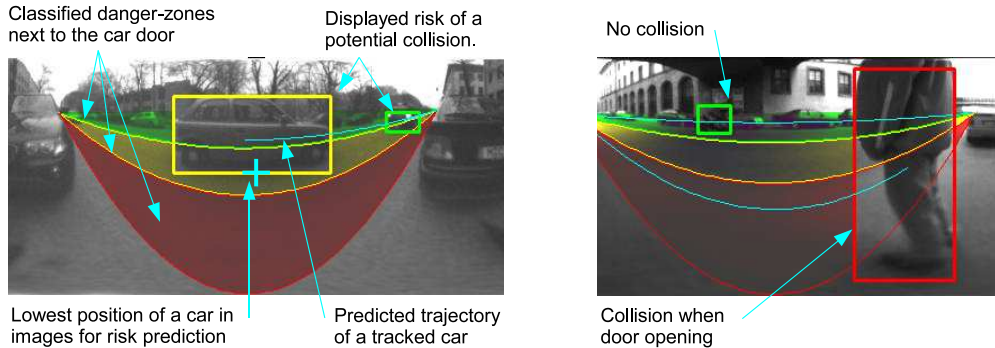 Classified danger-zones
next to the car door
Displayed risk of a
potential collision.
No collision
Lowest position of a car in
images for risk prediction
Predicted trajectory
of a tracked car
Collision when
door opening